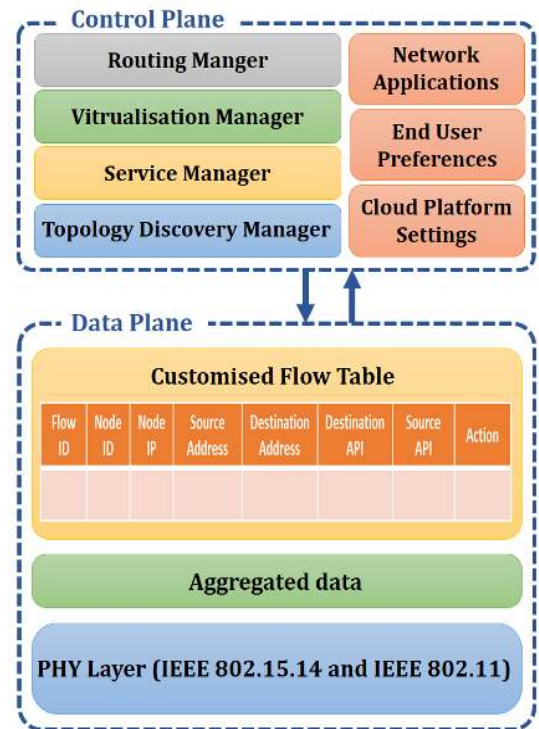 Control Plane
Routing Manger
Vitrualisation Manager
Service Manager
Topology Discovery Manager
Network
Applications
End User
Preferences
Cloud Platform
Settings
Data Plane
Customised Flow Table
Flow
ID
Node
ID
Node
IP
Source
Address
Destination
Address
Destination
API
Source
API
Action
Aggregated data
PHY Layer (IEEE 802.15.14 and IEEE 802.11)